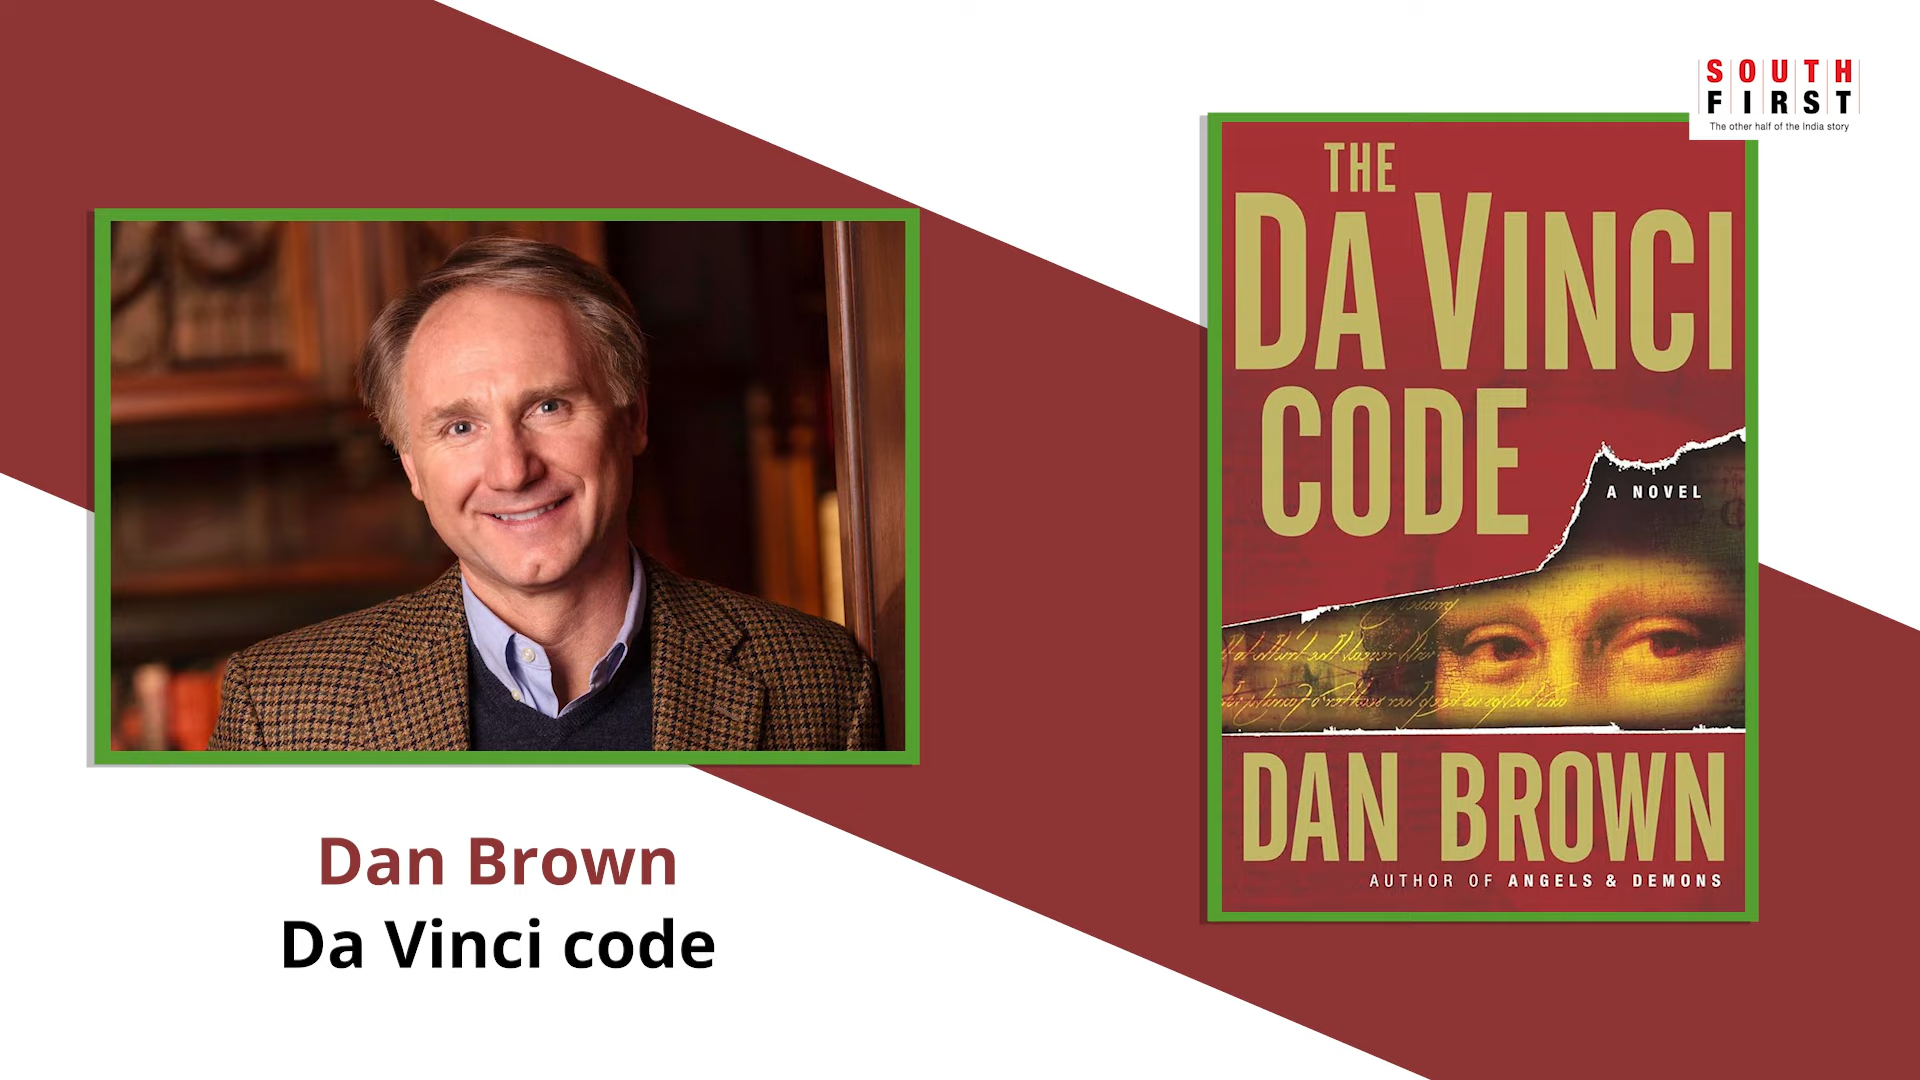 SOUTH
FIRST
The other half of the India story
THE
DA VINCI
CODE
A NOVEL
DAN BROWN
AUTHOR OF ANGELS & DEMONS
Dan Brown
Da Vinci code